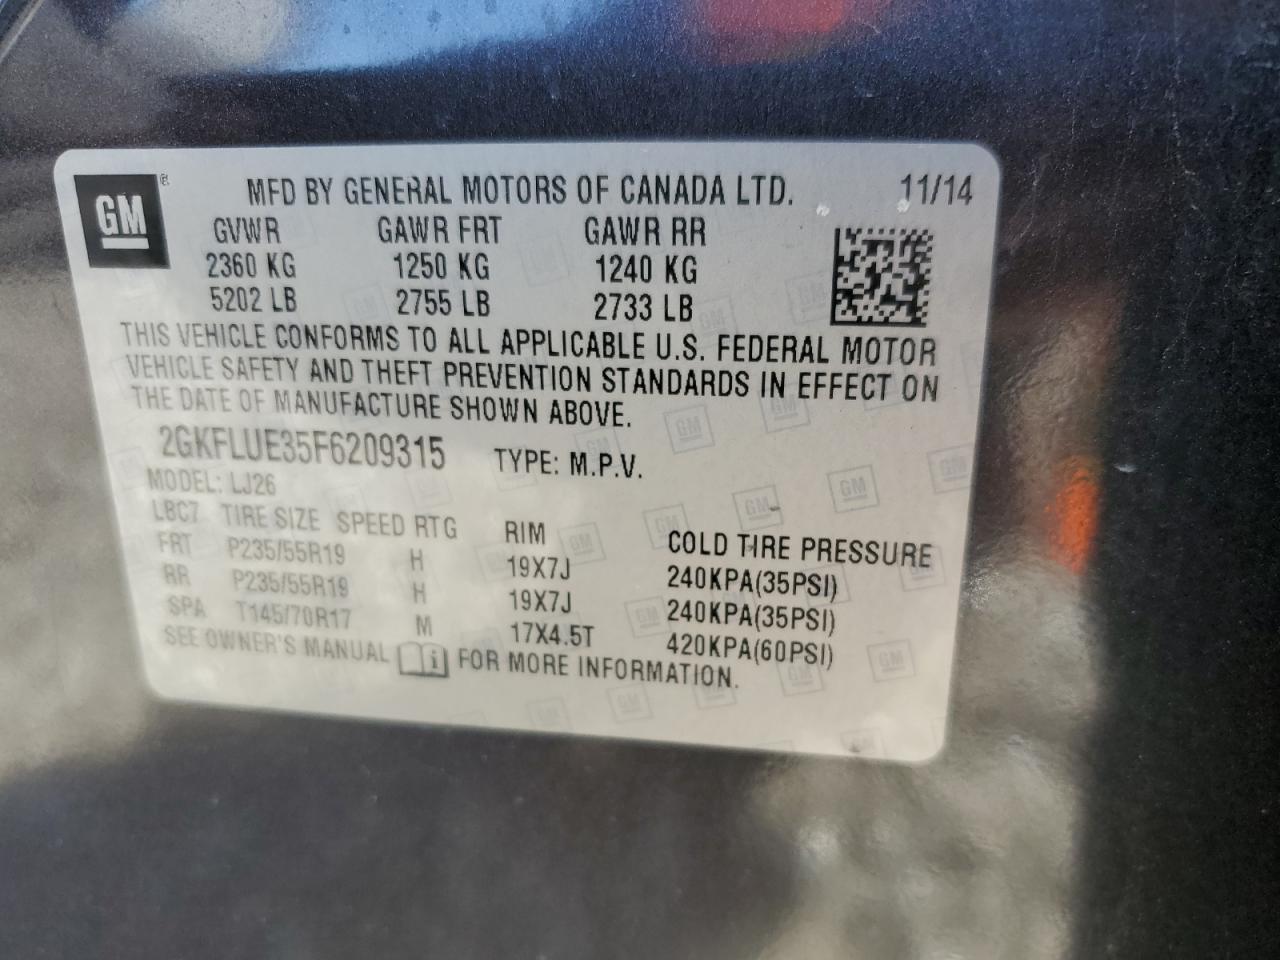 GM ® MFD BY GENERAL MOTORS OF CANADA LTD. 11/14
GVWR GAWR FRT GAWR RR
2360 KG 1250 KG 1240 KG
5202 LB 2755 LB 2733 LB
THIS VEHICLE CONFORMS TO ALL APPLICABLE U.S. FEDERAL MOTOR
VEHICLE SAFETY AND THEFT PREVENTION STANDARDS IN EFFECT ON
THE DATE OF MANUFACTURE SHOWN ABOVE.
2GKFLUE35F6209315 TYPE: M.P.V.
MODEL: LJ26
LBC7 TIRE SIZE SPEED RTG RIM COLD TIRE PRESSURE
FRT P235/55R19 H 19X7J 240KPA(35PSI)
RR P235/55R19 H 19X7J 240KPA(35PSI)
SPA T145/70R17 M 17X4.5T 420KPA(60PSI)
SEE OWNER'S MANUAL i FOR MORE INFORMATION.